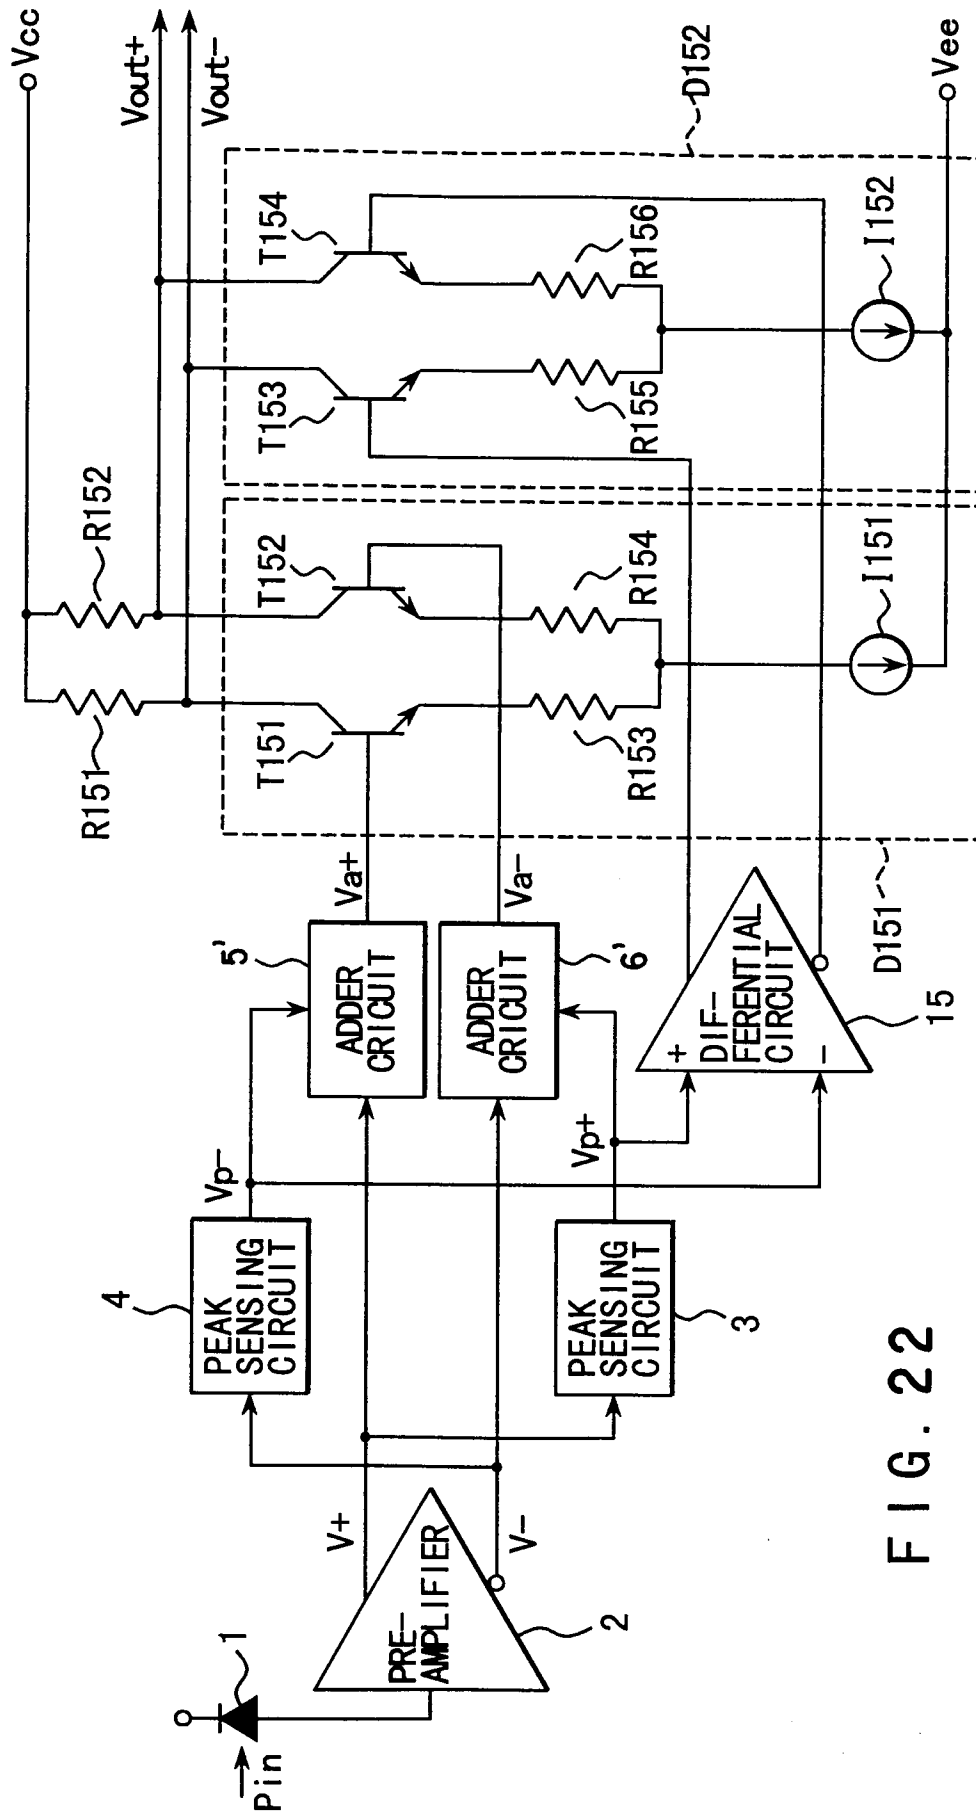 Pin
1
PRE-
AMPLIFIER
2
V+
V-
4
PEAK
SENSING
CIRCUIT
Vp-
PEAK
SENSING
CIRCUIT
3
Vp+
5'
ADDER
CRICUIT
Va+
ADDER
CRICUIT
6'
Va-
+
DIF-
FERENTIAL
CIRCUIT
-
15
D151
R151
R152
T151
T152
R153
R154
I151
T153
T154
R155
R156
I152
D152
Vcc
Vout+
Vout-
Vee
FIG. 22